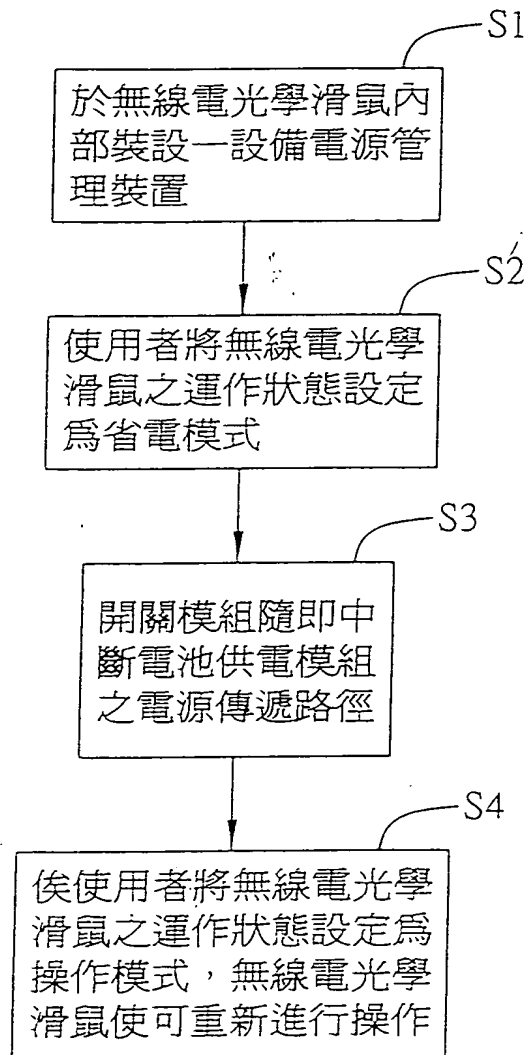 S1
於無線電光學滑鼠內
部裝設一設備電源管
理裝置
S2
使用者將無線電光學
滑鼠之運作狀態設定
爲省電模式
S3
開關模組隨即中
斷電池供電模組
之電源傳遞路徑
S4
俟使用者將無線電光學
滑鼠之運作狀態設定爲
操作模式，無線電光學
滑鼠使可重新進行操作